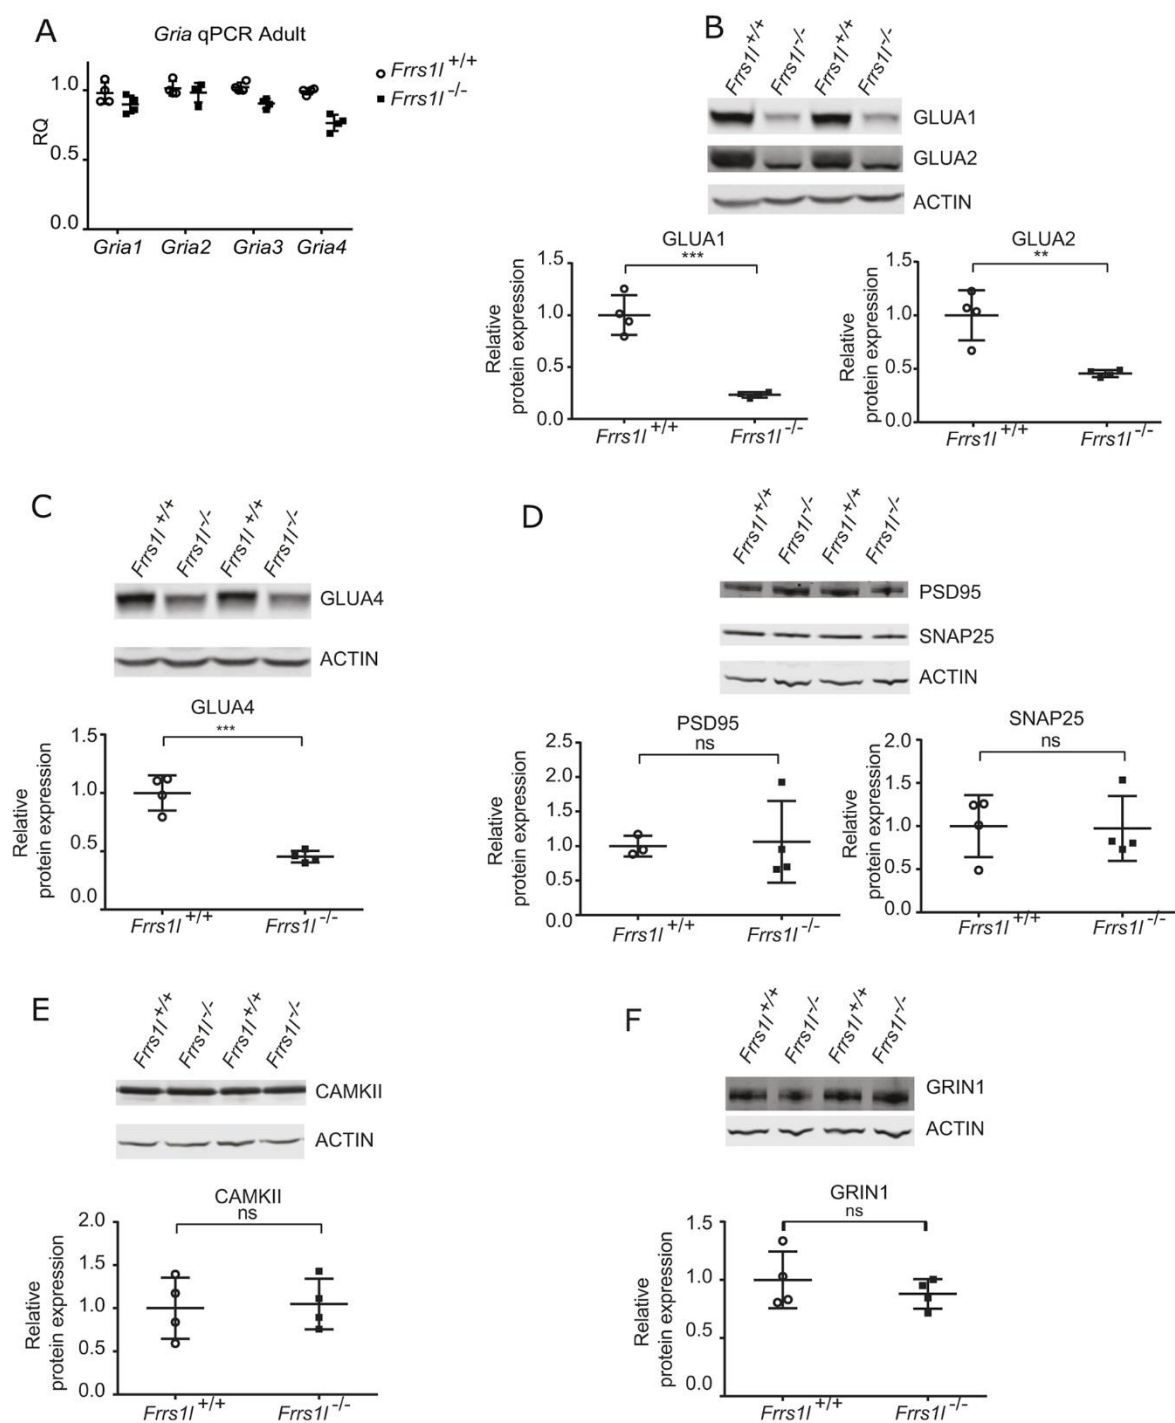 A
Gria qPCR Adult
1.0
0.5
0.0
RQ
Gria1 Gria2 Gria3 Gria4
Frrs1l +/+
Frrs1l -/-
B
Frrs1l +/+ Frrs1l -/- Frrs1l +/+ Frrs1l -/-
GLUA1
GLUA2
ACTIN
GLUA1
***
1.5
1.0
0.5
0.0
Relative
protein expression
Frrs1l +/+ Frrs1l -/-
GLUA2
**
1.5
1.0
0.5
0.0
Relative
protein expression
Frrs1l +/+ Frrs1l -/-
C
Frrs1l +/+ Frrs1l -/- Frrs1l +/+ Frrs1l -/-
GLUA4
ACTIN
GLUA4
***
1.5
1.0
0.5
0.0
Relative
protein expression
Frrs1l +/+ Frrs1l -/-
D
Frrs1l +/+ Frrs1l -/- Frrs1l +/+ Frrs1l -/-
PSD95
SNAP25
ACTIN
PSD95
ns
2.5
2.0
1.5
1.0
0.5
0.0
Relative
protein expression
Frrs1l +/+ Frrs1l -/-
SNAP25
ns
2.0
1.5
1.0
0.5
0.0
Relative
protein expression
Frrs1l +/+ Frrs1l -/-
E
Frrs1l +/+ Frrs1l -/- Frrs1l +/+ Frrs1l -/-
CAMKII
ACTIN
CAMKII
ns
2.0
1.5
1.0
0.5
0.0
Relative
protein expression
Frrs1l +/+ Frrs1l -/-
F
Frrs1l +/+ Frrs1l -/- Frrs1l +/+ Frrs1l -/-
GRIN1
ACTIN
GRIN1
ns
1.5
1.0
0.5
0.0
Relative
protein expression
Frrs1l +/+ Frrs1l -/-